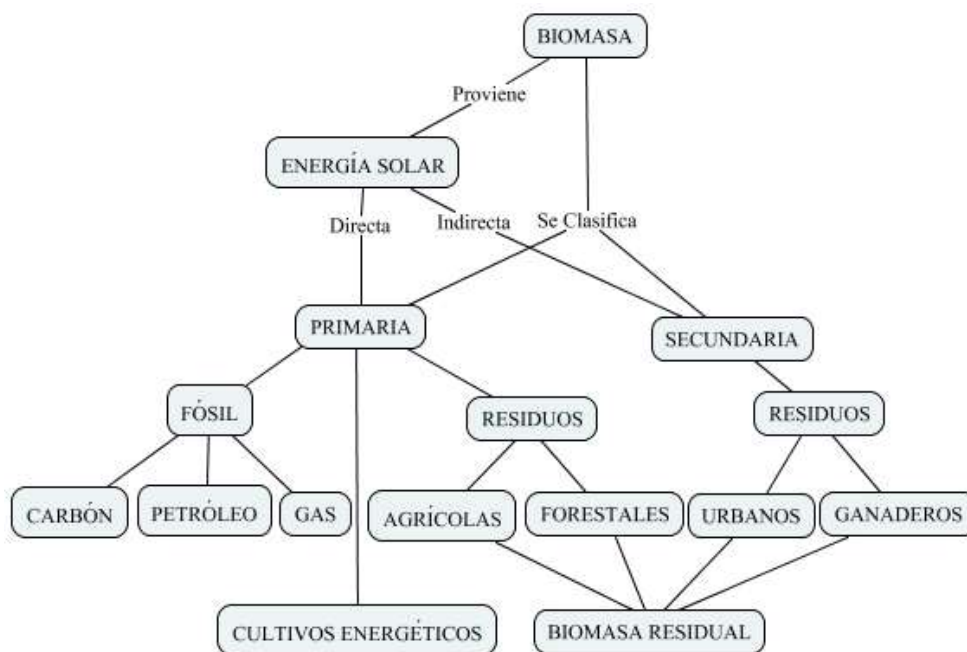 BIOMASA
Proviene
ENERGÍA SOLAR
Directa
Indirecta
Se Clasifica
PRIMARIA
SECUNDARIA
FÓSIL
RESIDUOS
RESIDUOS
CARBÓN
PETRÓLEO
GAS
AGRÍCOLAS
FORESTALES
URBANOS
GANADEROS
CULTIVOS ENERGÉTICOS
BIOMASA RESIDUAL